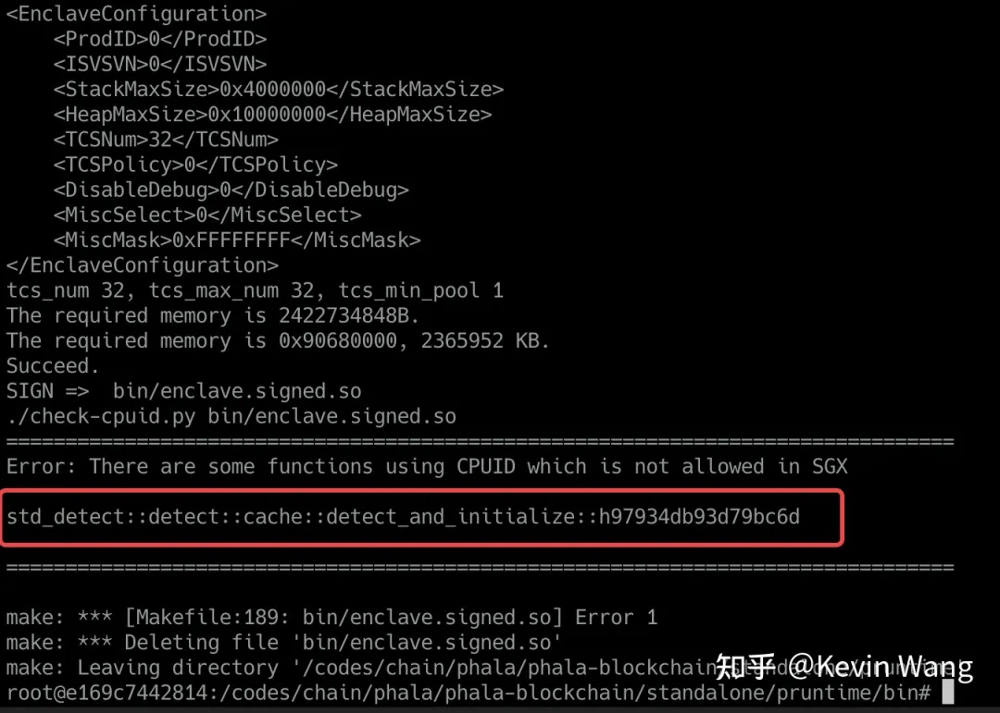 <EnclaveConfiguration>
    <ProdID>0</ProdID>
    <ISVSVN>0</ISVSVN>
    <StackMaxSize>0x4000000</StackMaxSize>
    <HeapMaxSize>0x10000000</HeapMaxSize>
    <TCSNum>32</TCSNum>
    <TCSPolicy>0</TCSPolicy>
    <DisableDebug>0</DisableDebug>
    <MiscSelect>0</MiscSelect>
    <MiscMask>0xFFFFFFFF</MiscMask>
</EnclaveConfiguration>
tcs_num 32, tcs_max_num 32, tcs_min_pool 1
The required memory is 2422734848B.
The required memory is 0x90680000, 2365952 KB.
Succeed.
SIGN =>  bin/enclave.signed.so
./check-cpuid.py bin/enclave.signed.so
================================================================================
Error: There are some functions using CPUID which is not allowed in SGX
std_detect::detect::cache::detect_and_initialize::h97934db93d79bc6d
================================================================================
make: *** [Makefile:189: bin/enclave.signed.so] Error 1
make: *** Deleting file 'bin/enclave.signed.so'
make: Leaving directory '/codes/chain/phala/phala-blockchain/standalone/pruntime'
root@e169c7442814:/codes/chain/phala/phala-blockchain/standalone/pruntime/bin#
知乎 @Kevin Wang